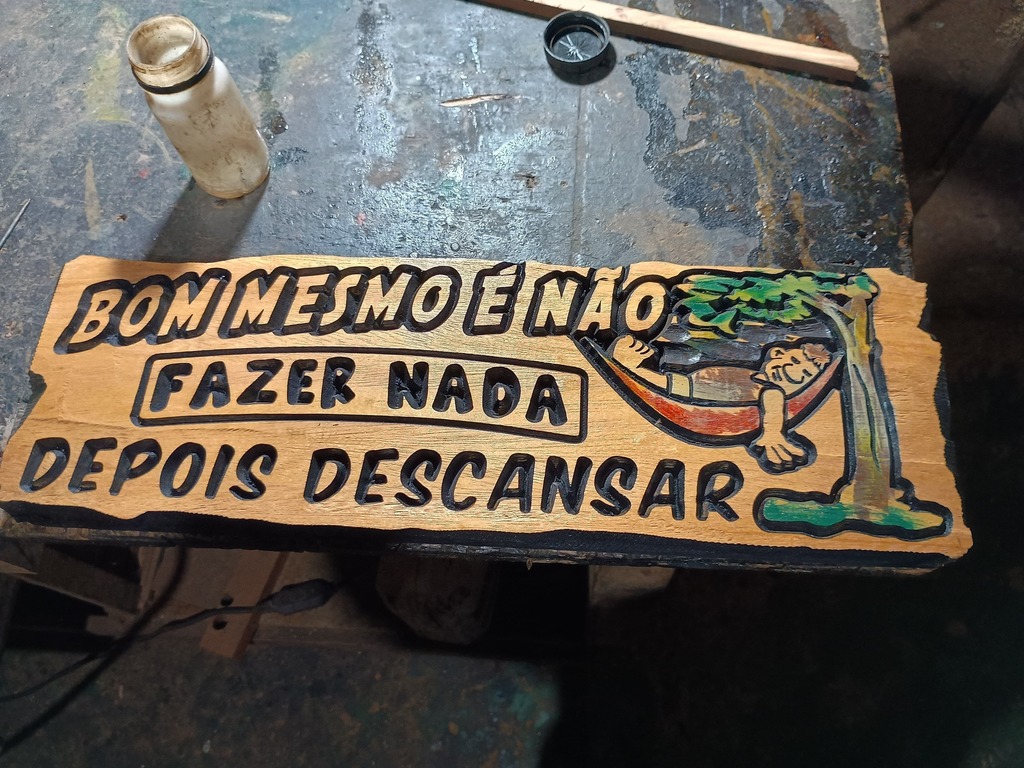 BOM MESMO É NÃO
FAZER NADA
DEPOIS DESCANSAR